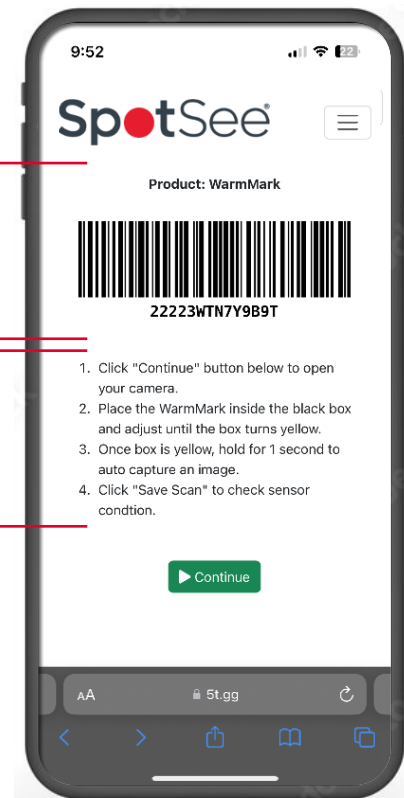 9:52
22
SpotSee®
Product: WarmMark
22223WTN7Y9B9T
1. Click "Continue" button below to open
your camera.
2. Place the WarmMark inside the black box
and adjust until the box turns yellow.
3. Once box is yellow, hold for 1 second to
auto capture an image.
4. Click "Save Scan" to check sensor
condtion.
Continue
AA
5t.gg